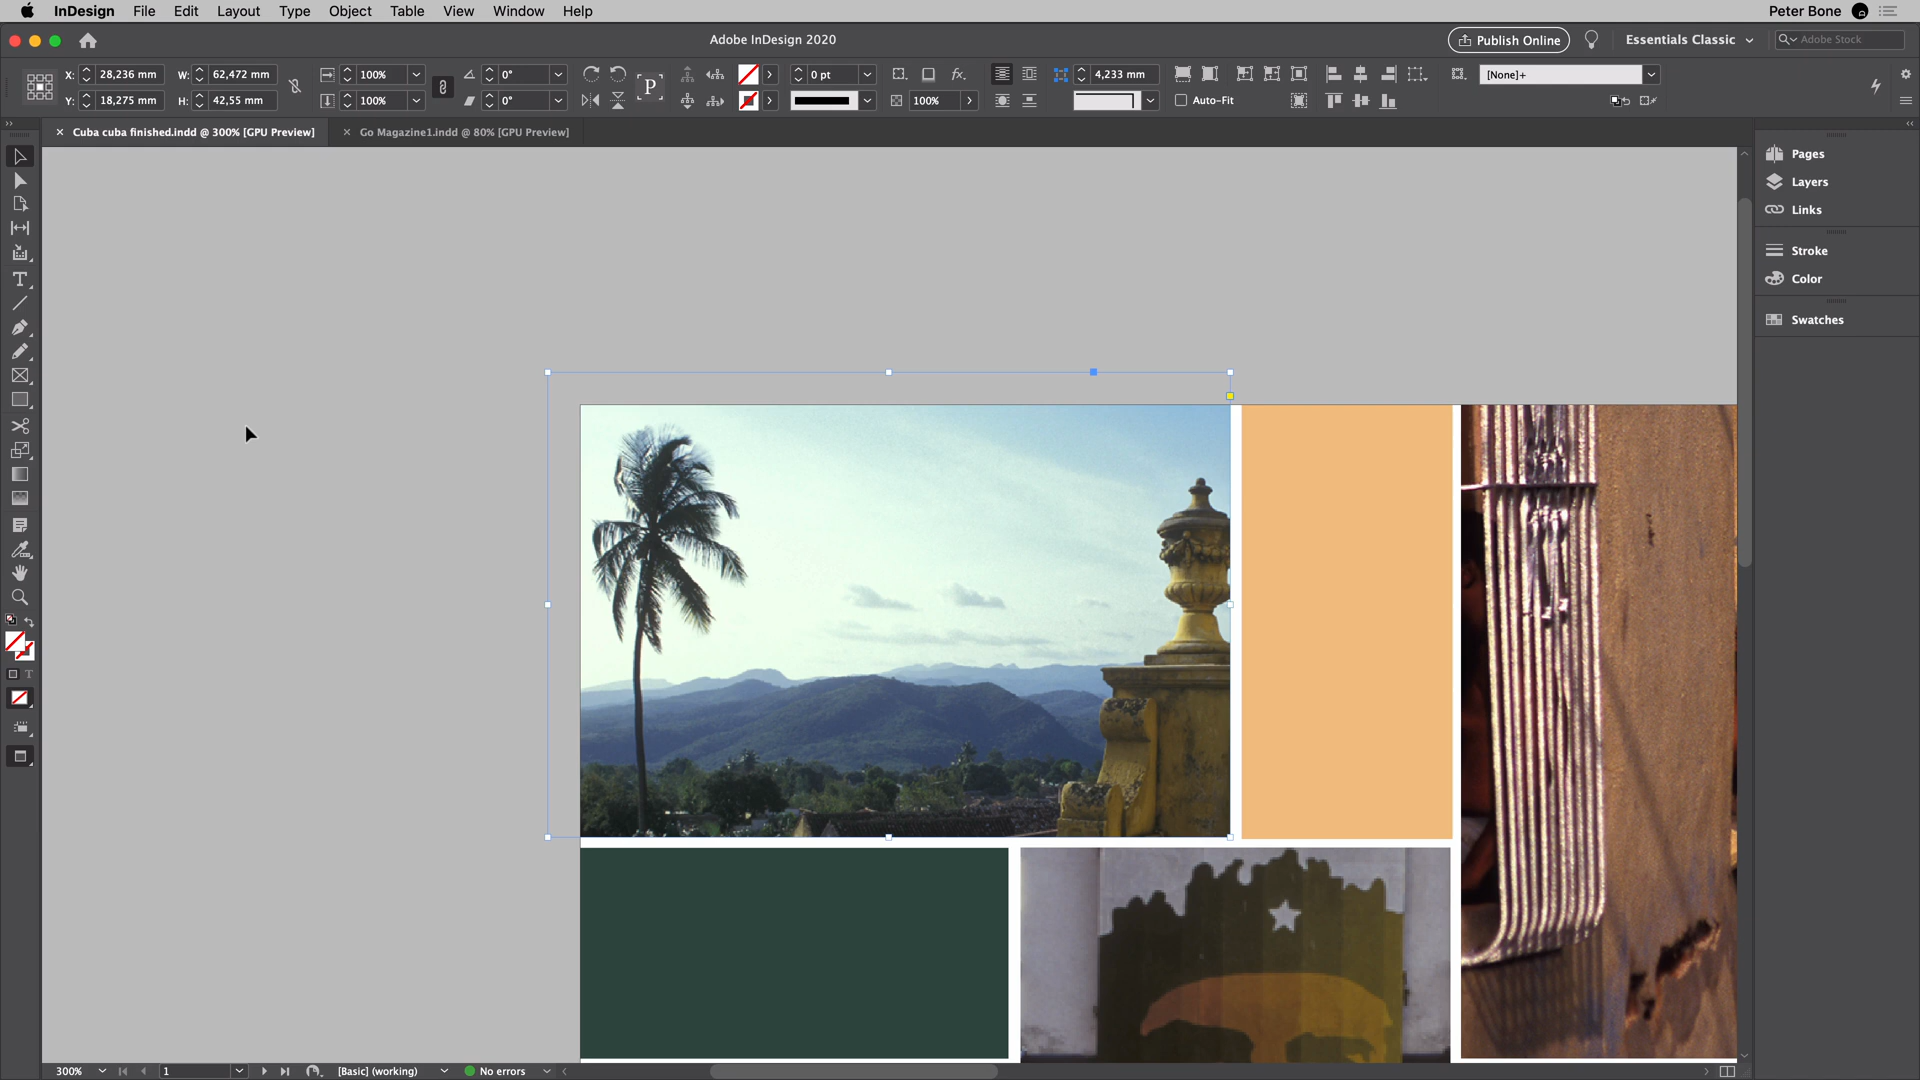 InDesign File Edit Layout Type Object Table View Window Help Peter Bone
Adobe InDesign 2020 Publish Online Essentials Classic Adobe Stock
X: 28,236 mm W: 62,472 mm 100% 0° P 0 pt fx. 4,233 mm [None]+
Y: 18,275 mm H: 42,55 mm 100% 0° 100% Auto-Fit
× Cuba cuba finished.indd @ 300% [GPU Preview] × Go Magazine1.indd @ 80% [GPU Preview]
Pages
Layers
Links
Stroke
Color
Swatches
T
T
300% 1 [Basic] (working) No errors